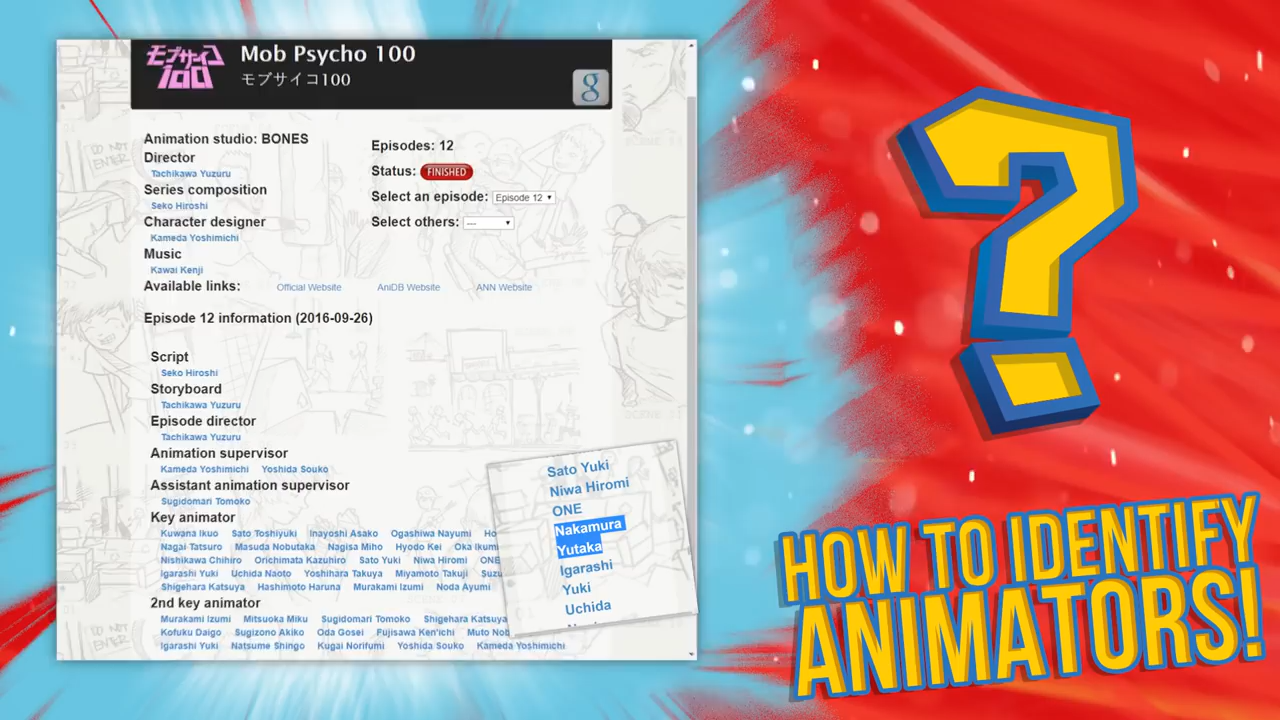 モブサイコ
100
Mob Psycho 100
モブサイコ100
g
Animation studio: BONES
Director
Tachikawa Yuzuru
Series composition
Seko Hiroshi
Character designer
Kameda Yoshimichi
Music
Kawai Kenji
Episodes: 12
Status: FINISHED
Select an episode: Episode 12
Select others: ---
Available links: Official Website AniDB Website ANN Website
Episode 12 information (2016-09-26)
Script
Seko Hiroshi
Storyboard
Tachikawa Yuzuru
Episode director
Tachikawa Yuzuru
Animation supervisor
Kameda Yoshimichi Yoshida Souko
Assistant animation supervisor
Sugidomari Tomoko
Key animator
Kuwana Ikuo Sato Toshiyuki Inayoshi Asako Ogashiwa Nayumi Ho
Nagai Tatsuro Masuda Nobutaka Nagisa Miho Hyodo Kei Oka Ikumi
Nishikawa Chihiro Orichimata Kazuhiro Sato Yuki Niwa Hiromi ONE
Igarashi Yuki Uchida Naoto Yoshihara Takuya Miyamoto Takuji Suzu
Shigehara Katsuya Hashimoto Haruna Murakami Izumi Noda Ayumi
2nd key animator
Murakami Izumi Mitsuoka Miku Sugidomari Tomoko Shigehara Katsuya
Kofuku Daigo Sugizono Akiko Oda Gosei Fujisawa Ken'ichi Muto Nob
Igarashi Yuki Natsume Shingo Kugai Norifumi Yoshida Souko Kameda Yoshimichi
Sato Yuki
Niwa Hiromi
ONE
Nakamura
Yutaka
Igarashi
Yuki
Uchida
?
HOW TO IDENTIFY
ANIMATORS!